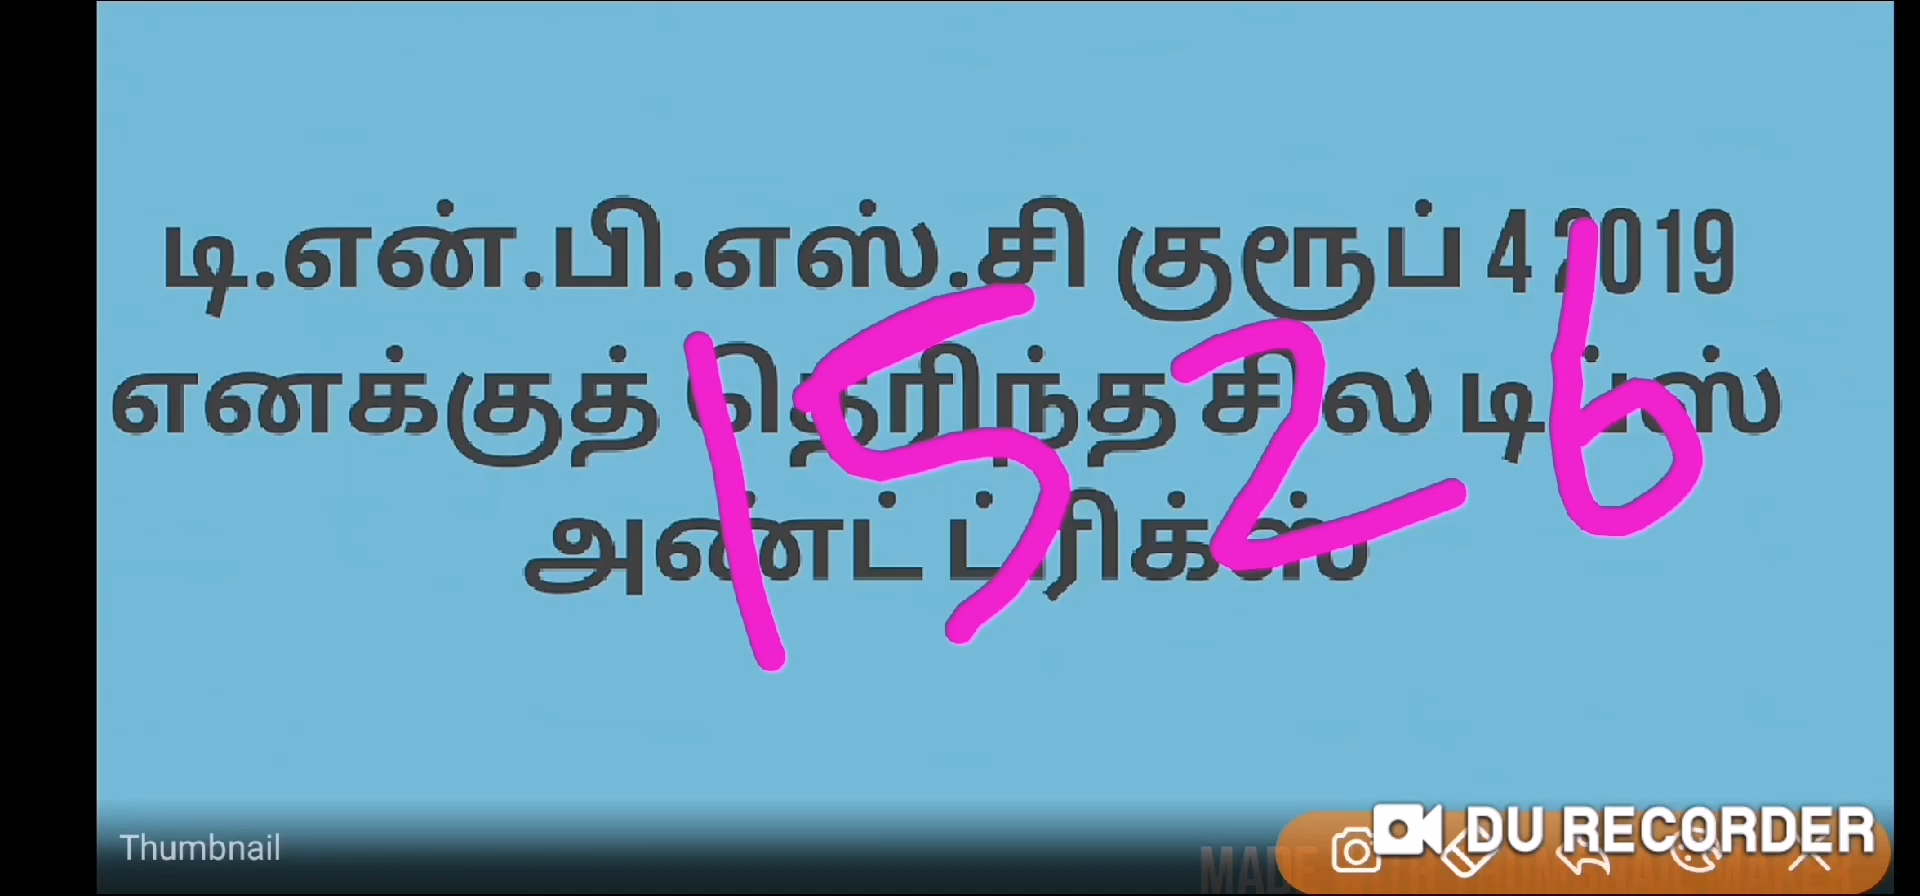 டி.என்.பி.எஸ்.சி குரூப் 4 2019
எனக்குத் தெரிந்த சில டிப்ஸ்
அண்ட் ப்ரிக்ஸ்
1526
Thumbnail
DU RECORDER